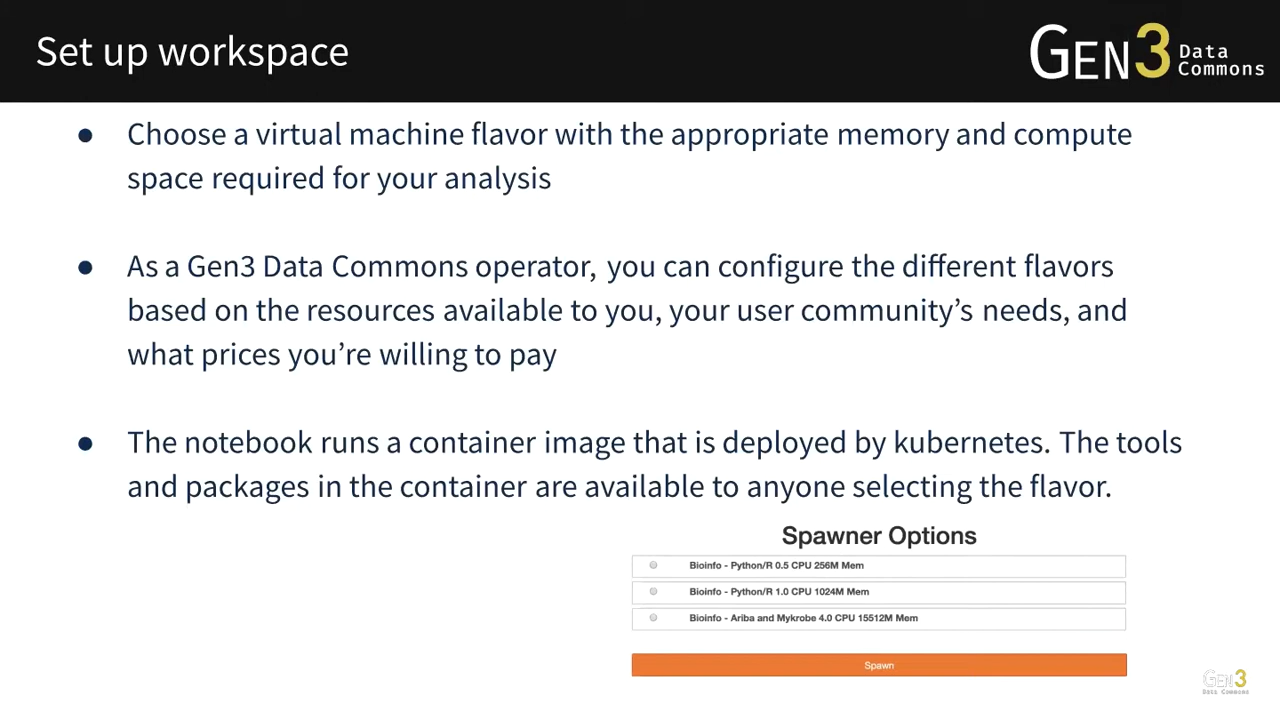 Set up workspace
GEN3 Data Commons
● Choose a virtual machine flavor with the appropriate memory and compute
space required for your analysis
● As a Gen3 Data Commons operator, you can configure the different flavors
based on the resources available to you, your user community’s needs, and
what prices you’re willing to pay
● The notebook runs a container image that is deployed by kubernetes. The tools
and packages in the container are available to anyone selecting the flavor.
Spawner Options
Bioinfo - Python/R 0.5 CPU 256M Mem
Bioinfo - Python/R 1.0 CPU 1024M Mem
Bioinfo - Ariba and Mykrobe 4.0 CPU 15512M Mem
Spawn
GEN3
DATA COMMONS